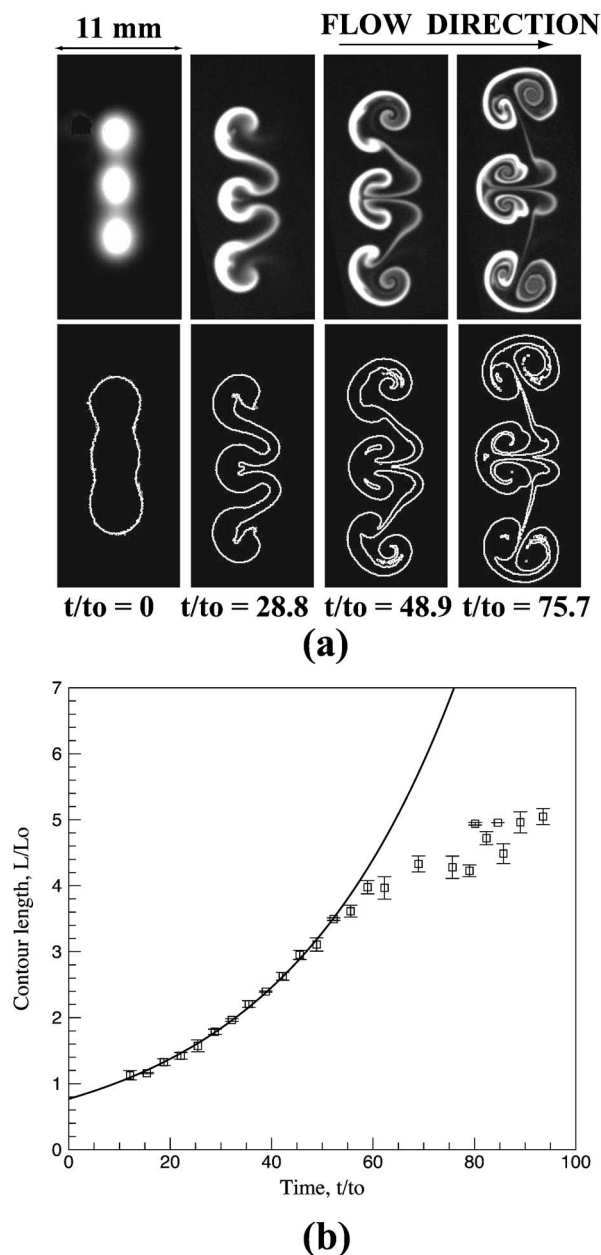 11 mm FLOW DIRECTION
t/to = 0 t/to = 28.8 t/to = 48.9 t/to = 75.7
(a)
7
6
5
4
3
2
1
0
Contour length, L/Lo
0 20 40 60 80 100
Time, t/to
(b)